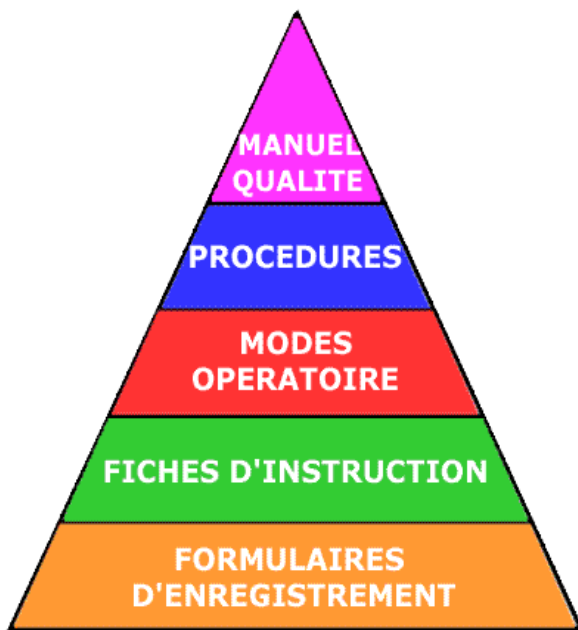 MANUEL
QUALITE
PROCEDURES
MODES
OPERATOIRE
FICHES D'INSTRUCTION
FORMULAIRES
D'ENREGISTREMENT